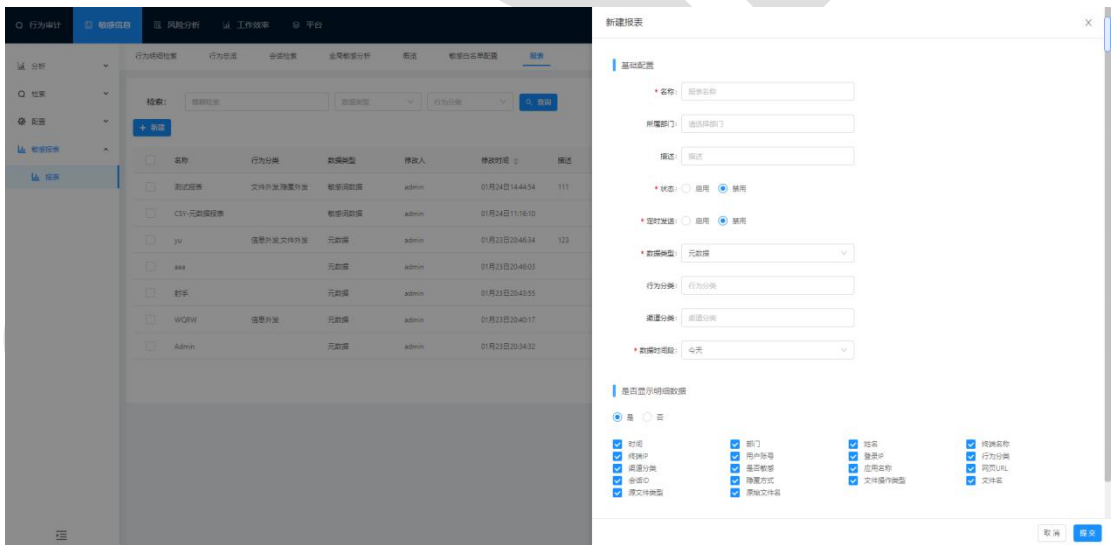 行为审计 敏感信息 风险分析 工作效率 平台
分析
检索
配置
敏感报表
报表
行为明细检索 行为总览 会话检索 全局敏感分析 概览 敏感白名单配置 报表
检索: 模糊检索 数据类型 行为分类 查询
+ 新建
名称 行为分类 数据类型 修改人 修改时间 描述
测试报表 文件外发,隐匿外发 敏感词数据 admin 01月24日14:44:54 111
CSY-元数据报表 敏感词数据 admin 01月24日11:16:10
yu 信息外发,文件外发 元数据 admin 01月23日20:46:34 123
aaa 元数据 admin 01月23日20:46:03
射手 元数据 admin 01月23日20:43:55
WQRW 信息外发 元数据 admin 01月23日20:40:17
Admin 元数据 admin 01月23日20:34:32
新建报表
基础配置
* 名称: 报表名称
所属部门: 请选择部门
描述: 描述
* 状态: 启用 禁用
* 定时发送: 启用 禁用
* 数据类型: 元数据
行为分类: 行为分类
渠道分类: 渠道分类
* 数据时间段: 今天
是否显示明细数据
是 否
时间 部门 姓名 终端名称
终端IP 用户账号 登录IP 行为分类
渠道分类 是否敏感 应用名称 网页URL
会话ID 隐匿方式 文件操作类型 文件名
源文件类型 原始文件名
取消 提交